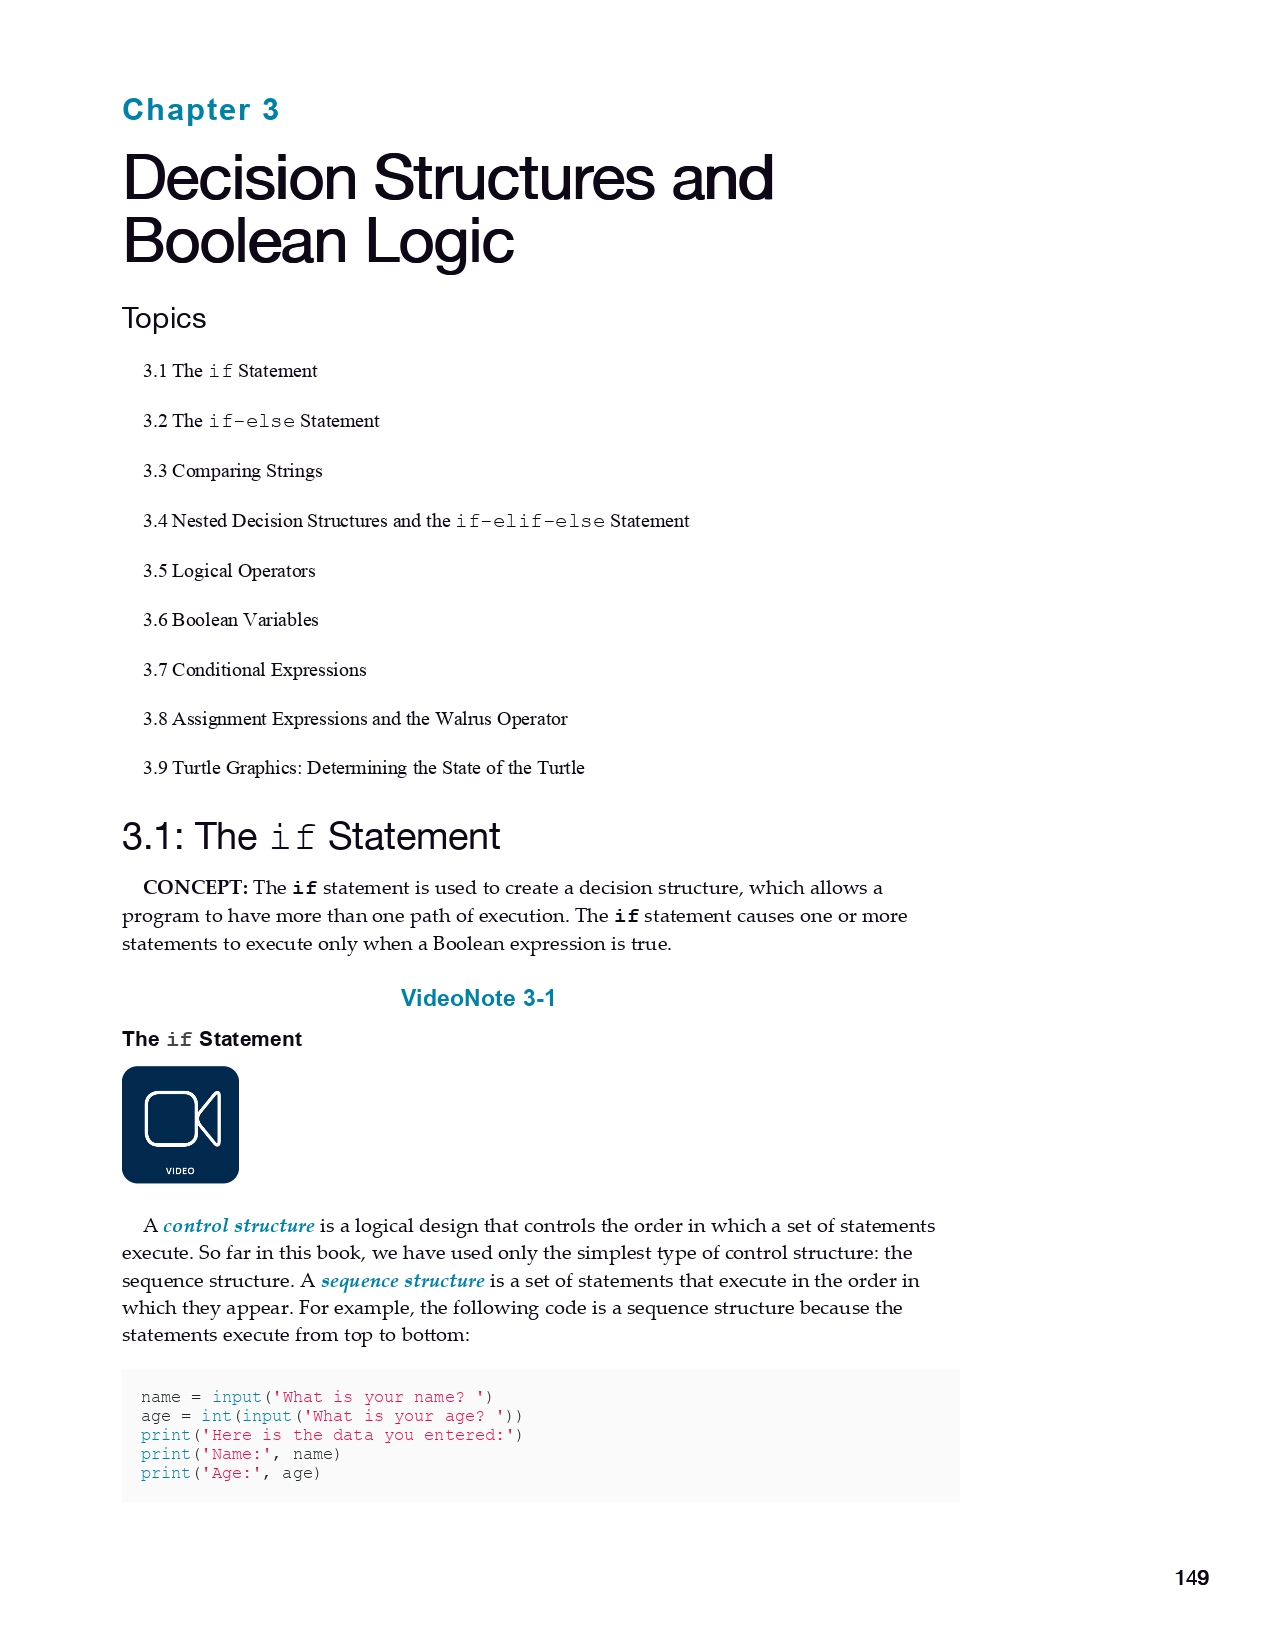 Chapter 3
Decision Structures and
Boolean Logic
Topics
3.1 The if Statement
3.2 The if-else Statement
3.3 Comparing Strings
3.4 Nested Decision Structures and the if-elif-else Statement
3.5 Logical Operators
3.6 Boolean Variables
3.7 Conditional Expressions
3.8 Assignment Expressions and the Walrus Operator
3.9 Turtle Graphics: Determining the State of the Turtle
3.1: The if Statement
CONCEPT: The if statement is used to create a decision structure, which allows a
program to have more than one path of execution. The if statement causes one or more
statements to execute only when a Boolean expression is true.
VideoNote 3-1
The if Statement
VIDEO
A control structure is a logical design that controls the order in which a set of statements
execute. So far in this book, we have used only the simplest type of control structure: the
sequence structure. A sequence structure is a set of statements that execute in the order in
which they appear. For example, the following code is a sequence structure because the
statements execute from top to bottom:
name = input('What is your name? ')
age = int(input('What is your age? '))
print('Here is the data you entered:')
print('Name:', name)
print('Age:', age)
149